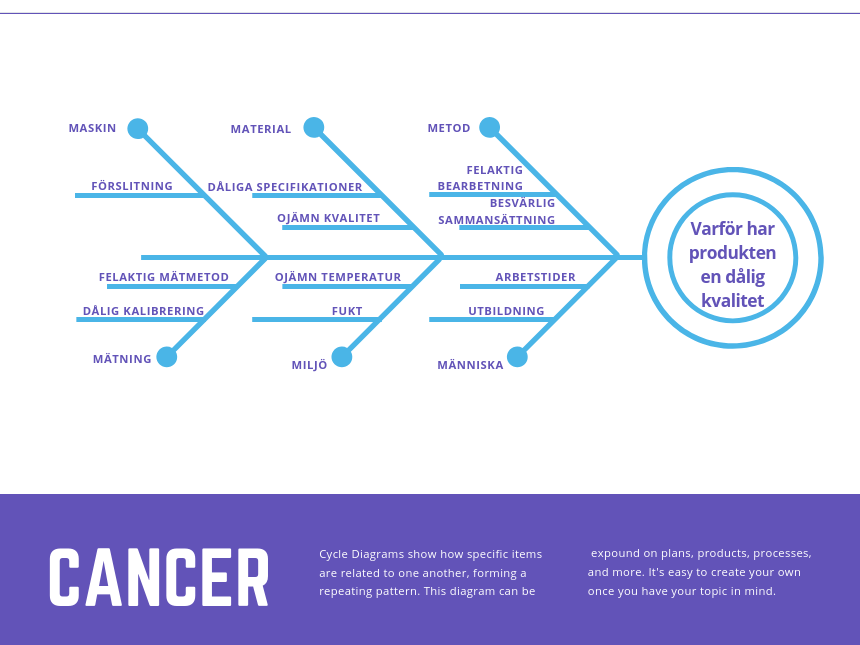 MASKIN
MATERIAL
METOD
FELAKTIG
BEARBETNING
FÖRSLITNING
DÅLIGA SPECIFIKATIONER
BESVÄRLIG
SAMMANSÄTTNING
OJÄMN KVALITET
Varför har
produkten
en dålig
kvalitet
FELAKTIG MÄTMETOD
OJÄMN TEMPERATUR
ARBETSTIDER
DÅLIG KALIBRERING
FUKT
UTBILDNING
MÄTNING
MILJÖ
MÄNNISKA
CANCER
Cycle Diagrams show how specific items
are related to one another, forming a
repeating pattern. This diagram can be
expound on plans, products, processes,
and more. It's easy to create your own
once you have your topic in mind.